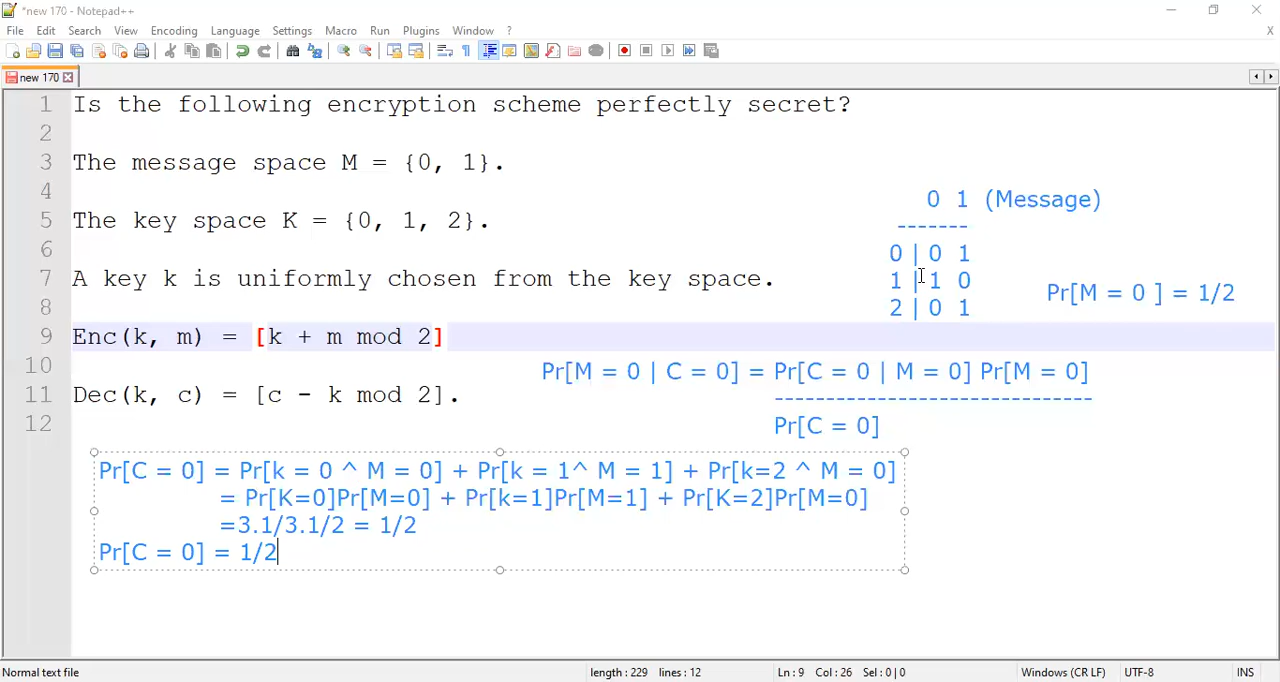 *new 170 - Notepad++
File Edit Search View Encoding Language Settings Macro Run Plugins Window ? X
new 170
1 Is the following encryption scheme perfectly secret?
2
3 The message space M = {0, 1}.
4
0 1 (Message)
-------
5 The key space K = {0, 1, 2}.
6
0 | 0 1
7 A key k is uniformly chosen from the key space.
1 | 1 0
Pr[M = 0 ] = 1/2
8
2 | 0 1
9 Enc(k, m) = [k + m mod 2]
10
Pr[M = 0 | C = 0] = Pr[C = 0 | M = 0] Pr[M = 0]
-----------------------------
Pr[C = 0]
11 Dec(k, c) = [c - k mod 2].
12
Pr[C = 0] = Pr[k = 0 ^ M = 0] + Pr[k = 1^ M = 1] + Pr[k=2 ^ M = 0]
= Pr[K=0]Pr[M=0] + Pr[k=1]Pr[M=1] + Pr[K=2]Pr[M=0]
=3.1/3.1/2 = 1/2
Pr[C = 0] = 1/2
Normal text file length : 229 lines : 12 Ln : 9 Col : 26 Sel : 0 | 0 Windows (CR LF) UTF-8 INS